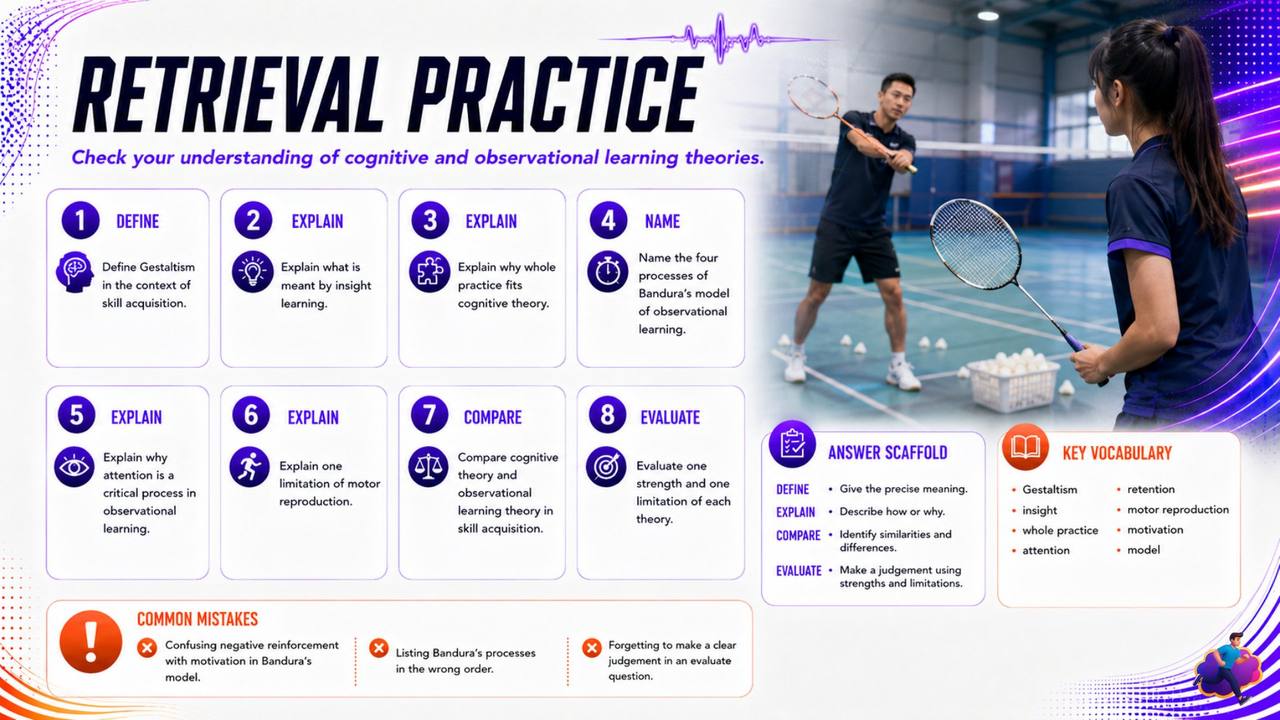 RETRIEVAL PRACTICE
Check your understanding of cognitive and observational learning theories.
1 DEFINE
Define Gestaltism
in the context of
skill acquisition.
2 EXPLAIN
Explain what is
meant by insight
learning.
3 EXPLAIN
Explain why whole
practice fits
cognitive theory.
4 NAME
Name the four
processes of
Bandura's model
of observational
learning.
5 EXPLAIN
Explain why
attention is a
critical process in
observational
learning.
6 EXPLAIN
Explain one
limitation of motor
reproduction.
7 COMPARE
Compare cognitive
theory and
observational
learning theory in
skill acquisition.
8 EVALUATE
Evaluate one
strength and one
limitation of each
theory.
ANSWER SCAFFOLD
DEFINE • Give the precise meaning.
EXPLAIN • Describe how or why.
COMPARE • Identify similarities and
differences.
EVALUATE • Make a judgement using
strengths and limitations.
KEY VOCABULARY
• Gestaltism
• insight
• whole practice
• attention
• retention
• motor reproduction
• motivation
• model
!
COMMON MISTAKES
Confusing negative reinforcement
with motivation in Bandura's
model.
Listing Bandura's processes
in the wrong order.
Forgetting to make a clear
judgement in an evaluate
question.